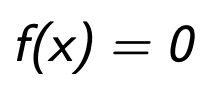 f(x) = 0